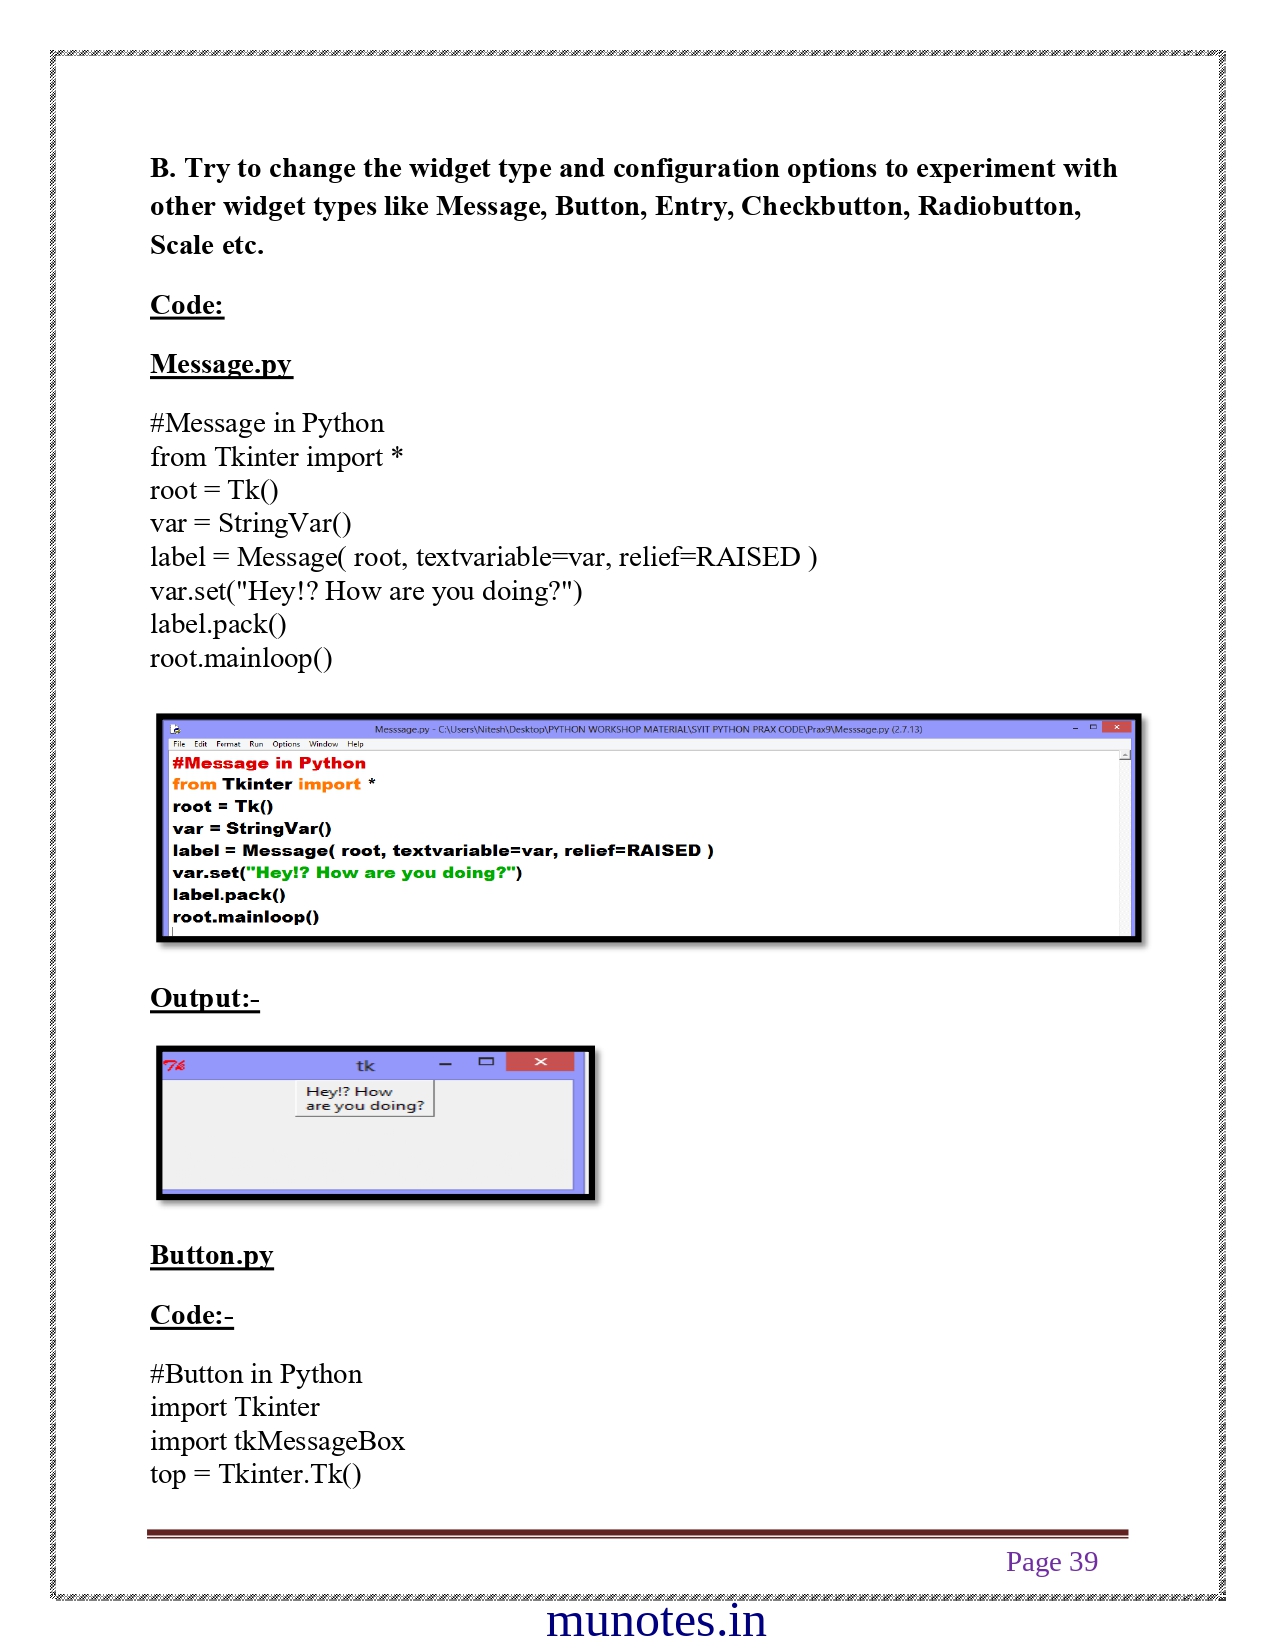 B. Try to change the widget type and configuration options to experiment with
other widget types like Message, Button, Entry, Checkbutton, Radiobutton,
Scale etc.
Code:
Message.py
#Message in Python
from Tkinter import *
root = Tk()
var = StringVar()
label = Message( root, textvariable=var, relief=RAISED )
var.set("Hey!? How are you doing?")
label.pack()
root.mainloop()
Messsage.py - C:\Users\Nitesh\Desktop\PYTHON WORKSHOP MATERIAL\SYIT PYTHON PRAX CODE\Prax9\Messsage.py (2.7.13)
File Edit Format Run Options Window Help
#Message in Python
from Tkinter import *
root = Tk()
var = StringVar()
label = Message( root, textvariable=var, relief=RAISED )
var.set("Hey!? How are you doing?")
label.pack()
root.mainloop()
Output:-
tk
Hey!? How
are you doing?
Button.py
Code:-
#Button in Python
import Tkinter
import tkMessageBox
top = Tkinter.Tk()
Page 39
munotes.in